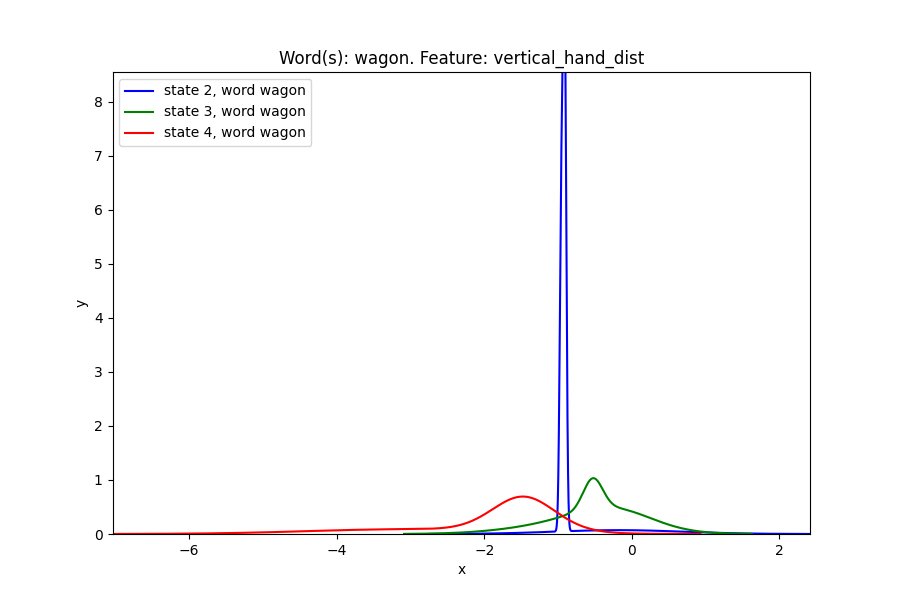 Word(s): wagon. Feature: vertical_hand_dist
state 2, word wagon
state 3, word wagon
state 4, word wagon
8
7
6
5
4
3
2
1
0
y
−6 −4 −2 0 2
x